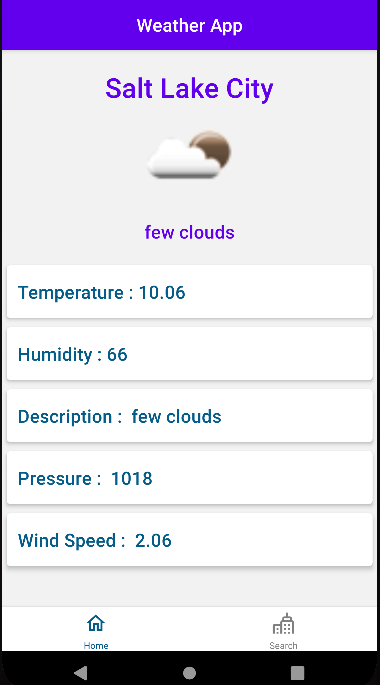 Weather App
Salt Lake City
few clouds
Temperature : 10.06
Humidity : 66
Description :  few clouds
Pressure :  1018
Wind Speed :  2.06
Home
Search